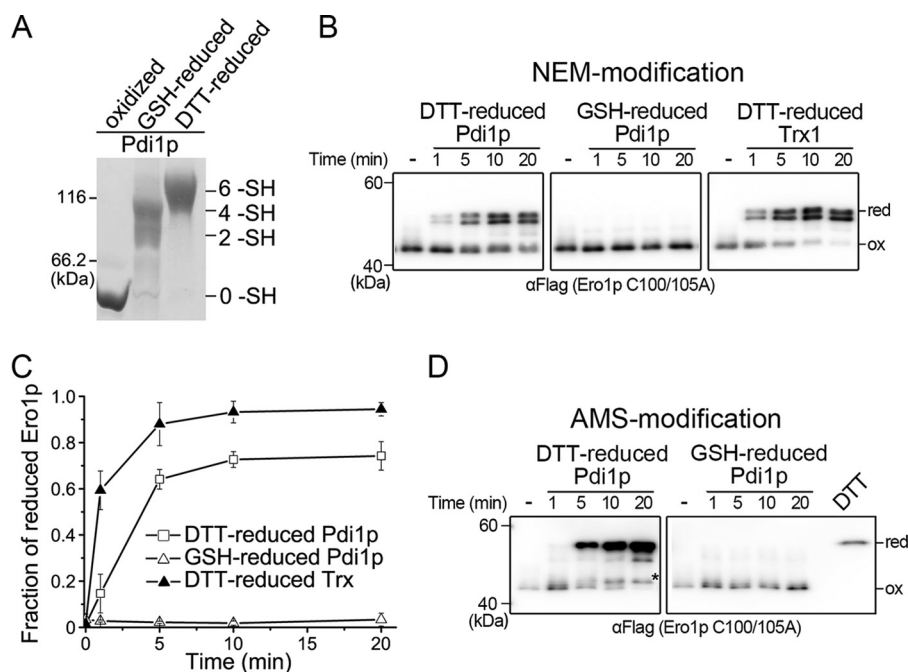 A
oxidized
GSH-reduced
DTT-reduced
Pdi1p
116
66.2
(kDa)
6 -SH
4 -SH
2 -SH
0 -SH
B
NEM-modification
DTT-reduced Pdi1p
GSH-reduced Pdi1p
DTT-reduced Trx1
Time (min) - 1 5 10 20 - 1 5 10 20 - 1 5 10 20
60
40
(kDa)
red
ox
αFlag (Ero1p C100/105A)
C
Fraction of reduced Ero1p
1.0
0.8
0.6
0.4
0.2
0
DTT-reduced Pdi1p
GSH-reduced Pdi1p
DTT-reduced Trx
0 5 10 15 20
Time (min)
D
AMS-modification
DTT-reduced Pdi1p
GSH-reduced Pdi1p
DTT
Time (min) - 1 5 10 20 - 1 5 10 20
60
40
(kDa)
*
red
ox
αFlag (Ero1p C100/105A)